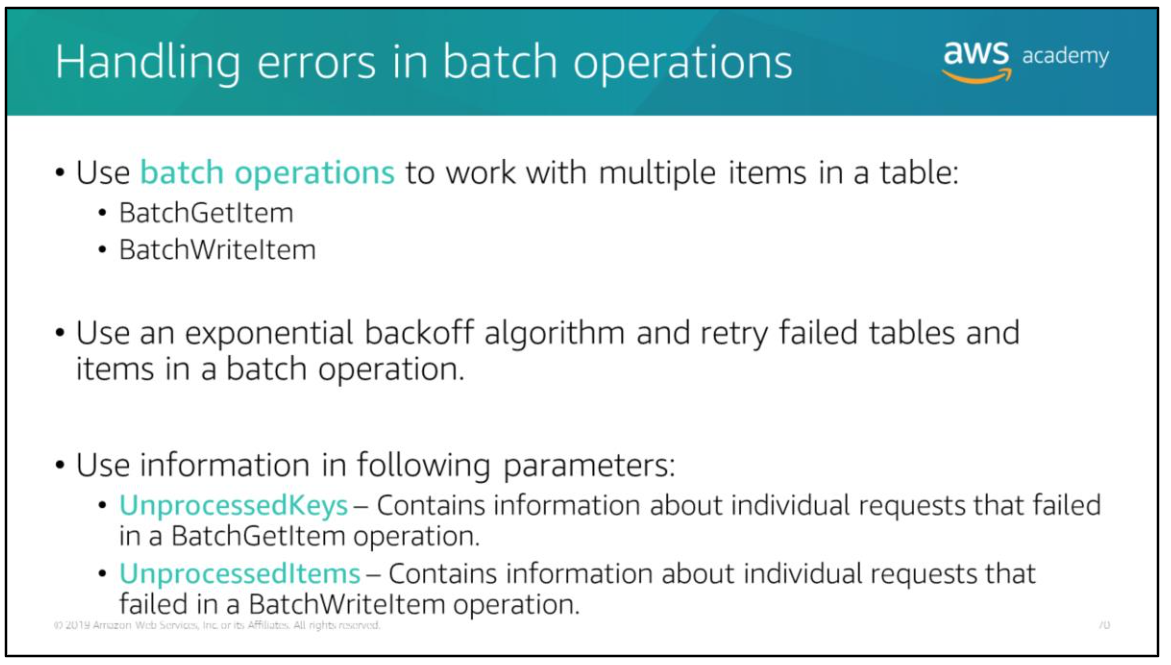 Handling errors in batch operations
aws academy
• Use batch operations to work with multiple items in a table:
• BatchGetItem
• BatchWriteItem
• Use an exponential backoff algorithm and retry failed tables and
items in a batch operation.
• Use information in following parameters:
• UnprocessedKeys – Contains information about individual requests that failed
in a BatchGetItem operation.
• UnprocessedItems – Contains information about individual requests that
failed in a BatchWriteItem operation.
© 2019 Amazon Web Services, Inc. or its Affiliates. All rights reserved.
70